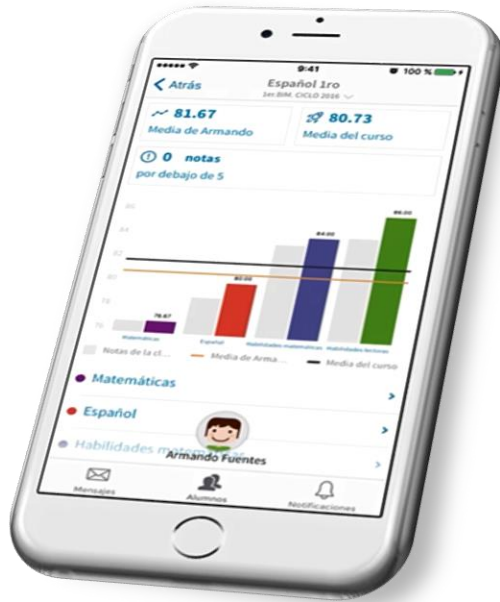 9:41
100 %
Atrás
Español 1ro
1er BIM. CICLO 2016
81.67
Media de Armando
80.73
Media del curso
0 notas
por debajo de 5
86
84
82
80
78
76
76.67
80.00
84.00
86.00
Matemáticas
Español
Habilidades matemáticas
Habilidades lectoras
Notas de la cl...
Media de Arma...
Media del curso
Matemáticas
Español
Habilidades matemáticas
Armando Fuentes
Mensajes
Alumnos
Notificaciones